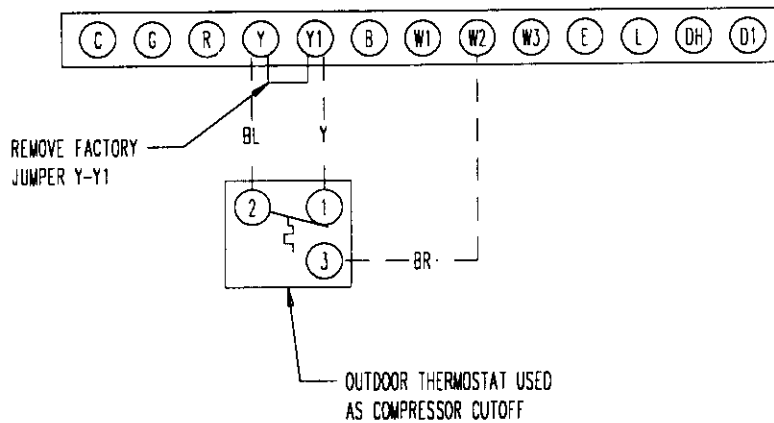 C G R Y Y1 B W1 W2 W3 E L DH D1
REMOVE FACTORY
JUMPER Y-Y1
BL Y
2 1
3 BR
OUTDOOR THERMOSTAT USED
AS COMPRESSOR CUTOFF